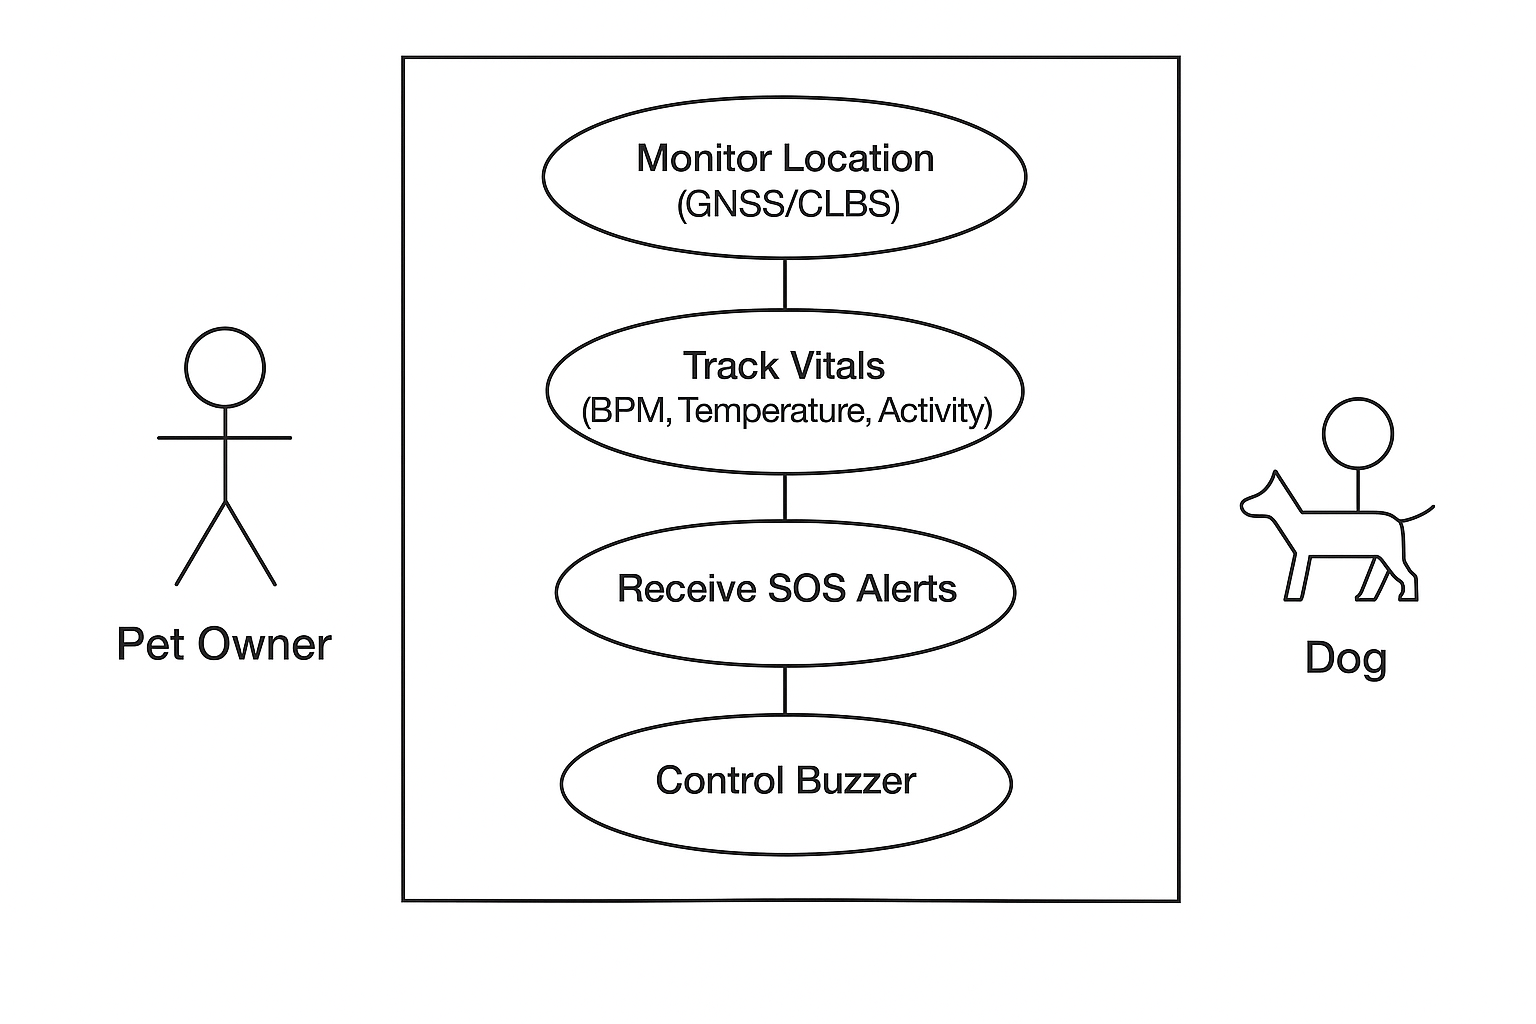 Monitor Location
(GNSS/CLBS)
Track Vitals
(BPM, Temperature, Activity)
Receive SOS Alerts
Control Buzzer
Pet Owner
Dog